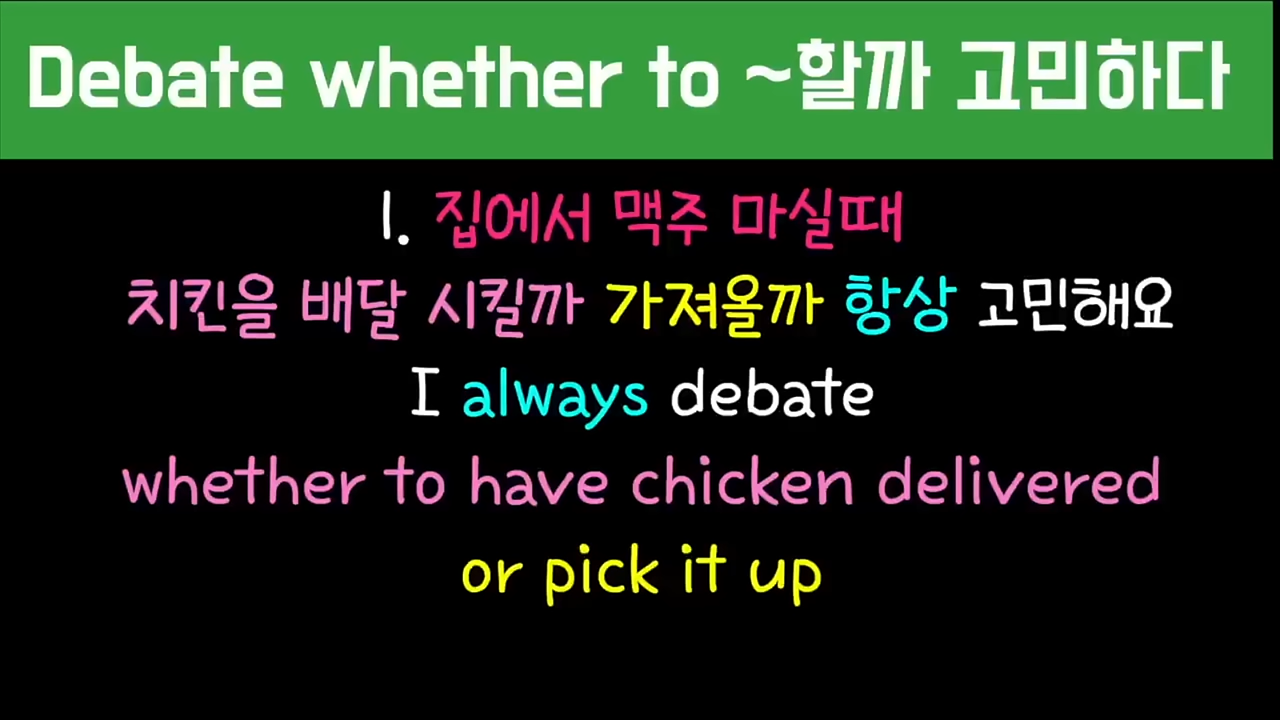 Debate whether to ~할까 고민하다
1. 집에서 맥주 마실때
치킨을 배달 시킬까 가져올까 항상 고민해요
I always debate
whether to have chicken delivered
or pick it up